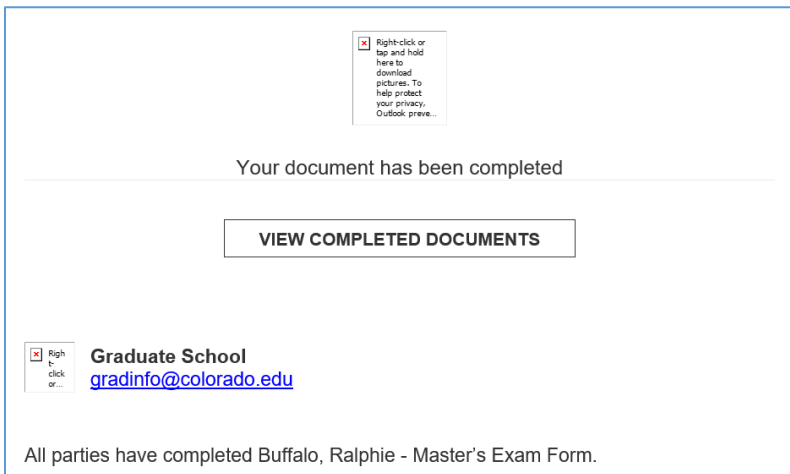 Right-click or
tap and hold
here to
download
pictures. To
help protect
your privacy,
Outlook preve...
Your document has been completed
VIEW COMPLETED DOCUMENTS
Righ
t-
click
or...
Graduate School
gradinfo@colorado.edu
All parties have completed Buffalo, Ralphie - Master’s Exam Form.